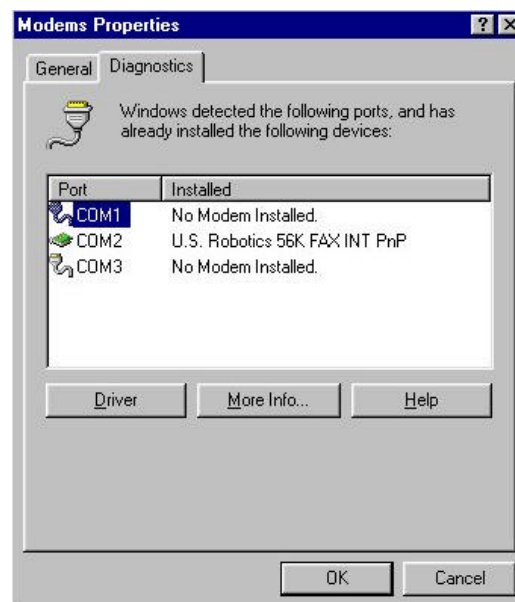 Modems Properties
General Diagnostics
Windows detected the following ports, and has
already installed the following devices:
Port Installed
COM1 No Modem Installed.
COM2 U.S. Robotics 56K FAX INT PnP
COM3 No Modem Installed.
Driver More Info... Help
OK Cancel